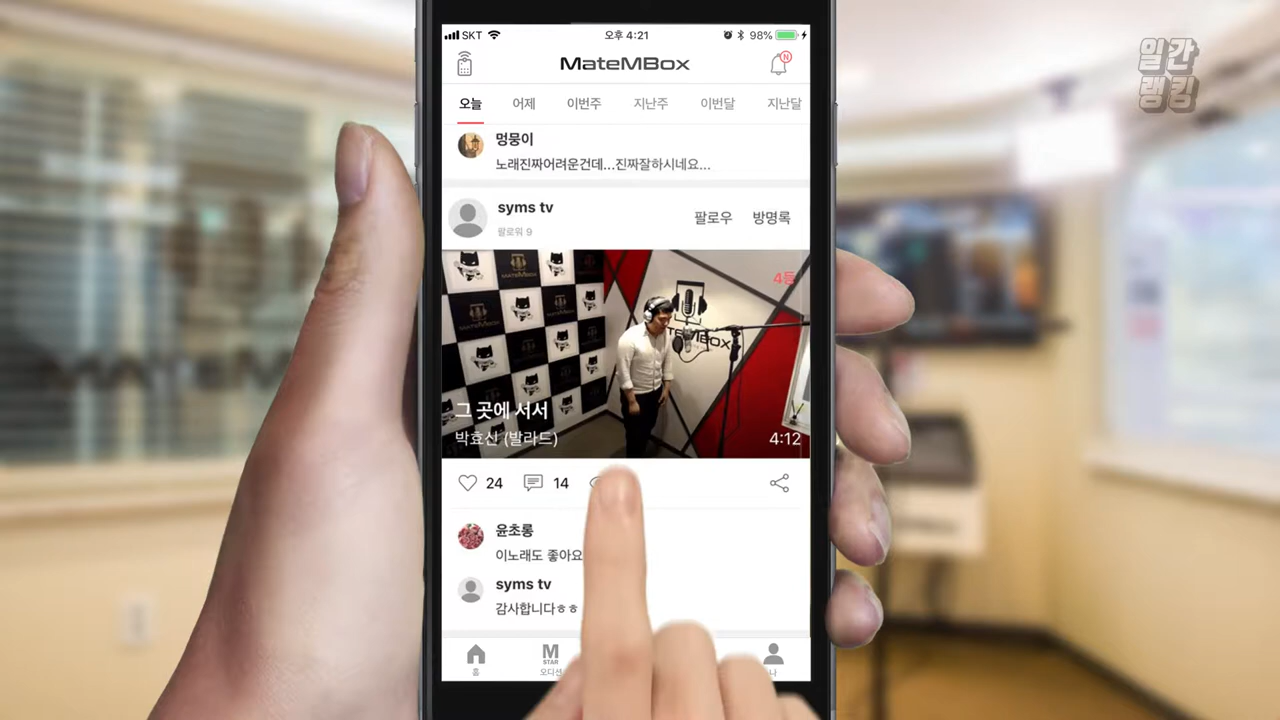 SKT
오후 4:21
98%
MateMBox
N
일간
랭킹
오늘
어제
이번주
지난주
이번달
지난달
멍뭉이
노래진짜어려운건데...진짜잘하시네요...
syms tv
팔로워 9
팔로우
방명록
4등
그 곳에 서서
박효신 (발라드)
4:12
24
14
윤초롱
이노래도 좋아요
syms tv
감사합니다ㅎㅎ
홈
M
STAR
오디션
나